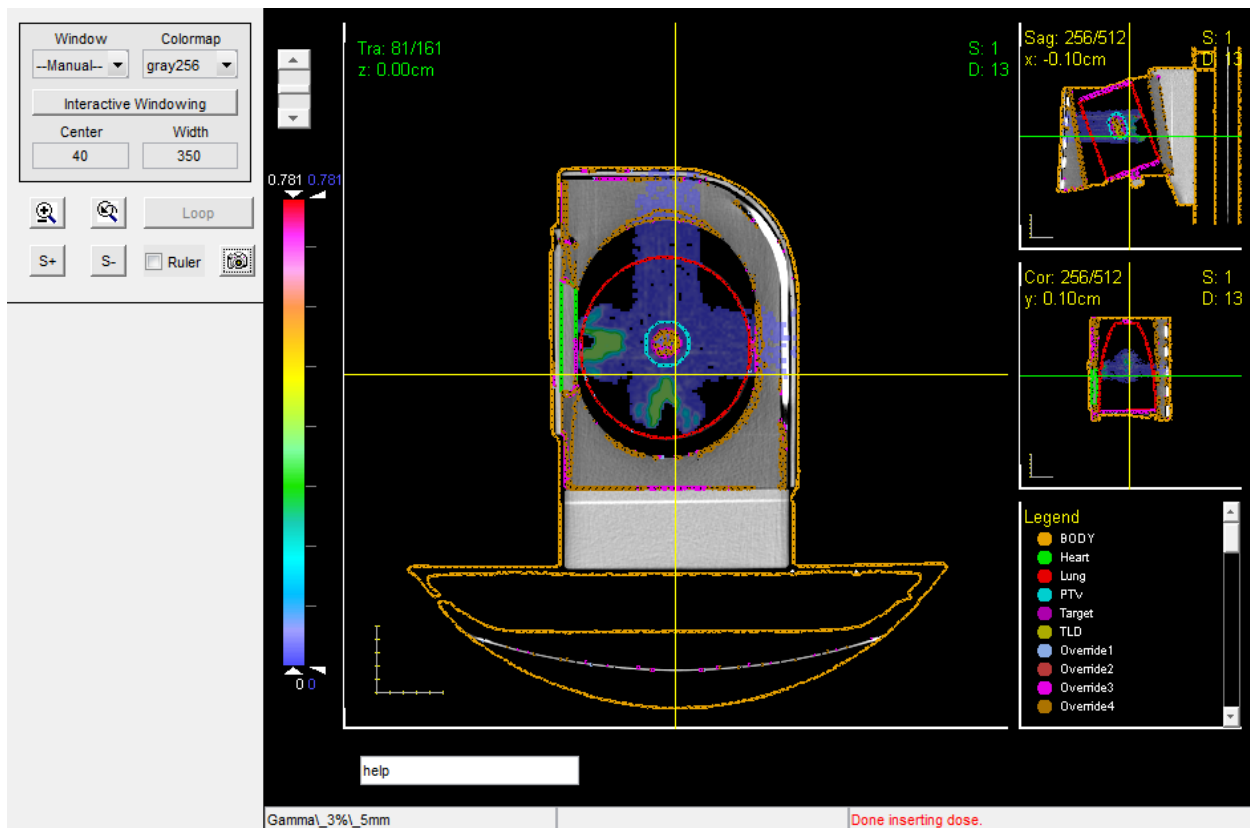 Window
Colormap
--Manual--
gray256
Interactive Windowing
Center
Width
40
350
Loop
S+
S-
Ruler
0.781 0.781
0 0
Tra: 81/161
z: 0.00cm
S: 1
D: 13
Sag: 256/512
x: -0.10cm
S: 1
D: 13
Cor: 256/512
y: 0.10cm
S: 1
D: 13
Legend
BODY
Heart
Lung
PTv
Target
TLD
Override1
Override2
Override3
Override4
help
Gamma\_3%\_5mm
Done inserting dose.